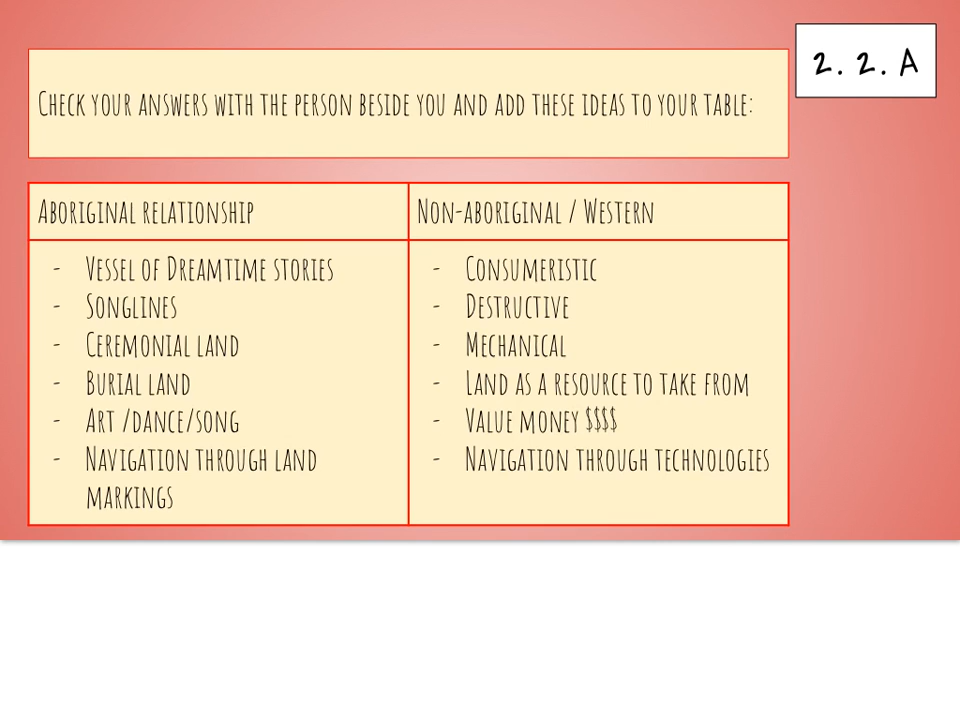 2. 2. A
Check your answers with the person beside you and add these ideas to your table:
Aboriginal relationship
Non-aboriginal / Western
- Vessel of Dreamtime stories
- Songlines
- Ceremonial land
- Burial land
- Art /dance/song
- Navigation through land
markings
- Consumeristic
- Destructive
- Mechanical
- Land as a resource to take from
- Value money $$$$
- Navigation through technologies